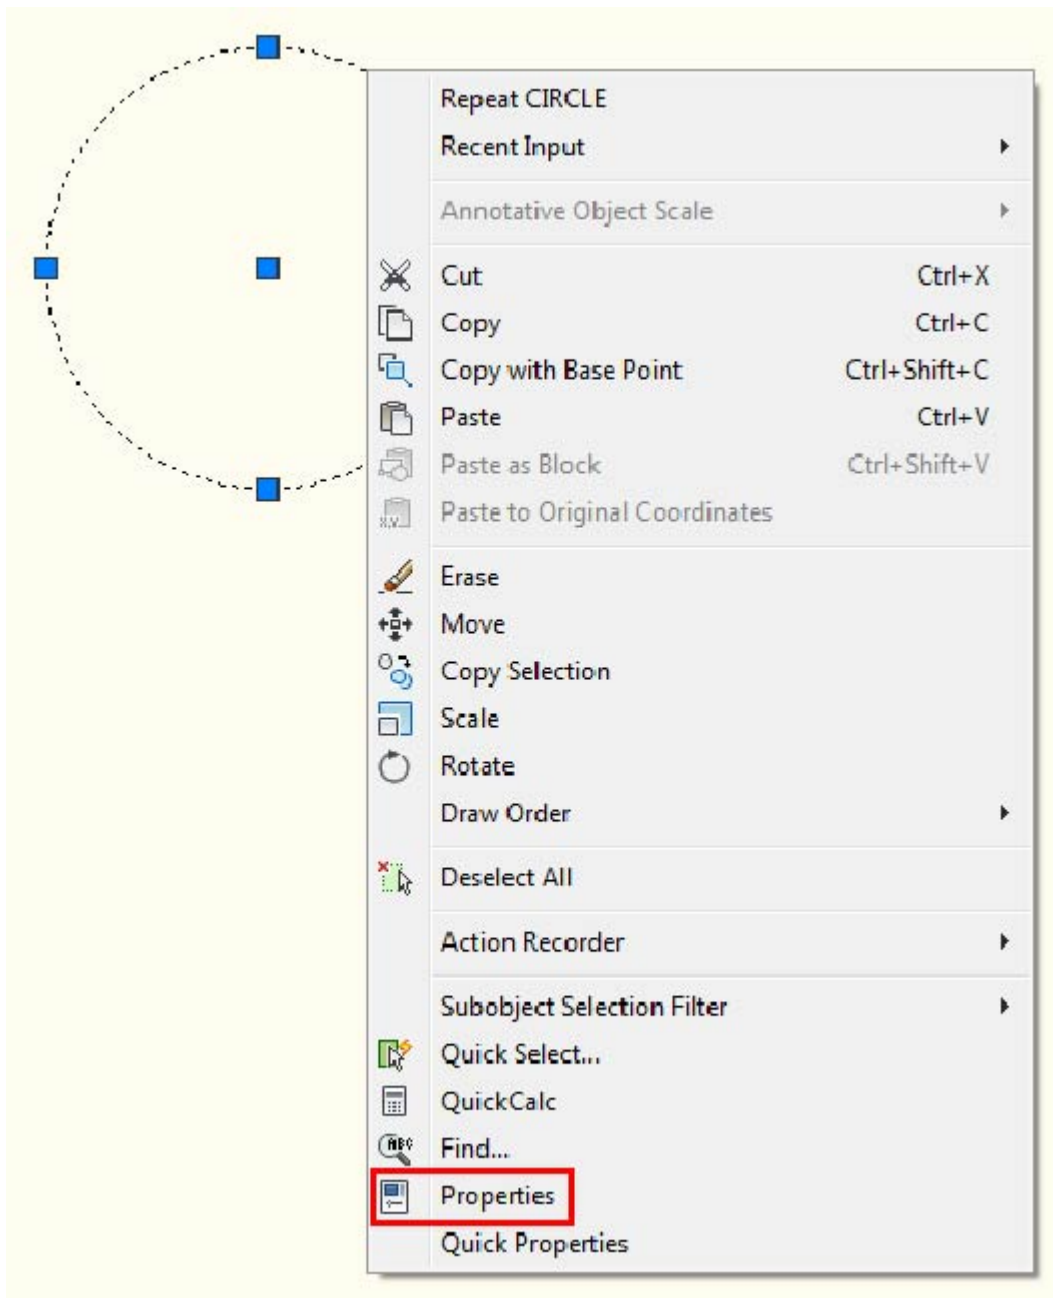 Repeat CIRCLE
Recent Input
Annotative Object Scale
Cut Ctrl+X
Copy Ctrl+C
Copy with Base Point Ctrl+Shift+C
Paste Ctrl+V
Paste as Block Ctrl+Shift+V
Paste to Original Coordinates
Erase
Move
Copy Selection
Scale
Rotate
Draw Order
Deselect All
Action Recorder
Subobject Selection Filter
Quick Select...
QuickCalc
Find...
Properties
Quick Properties